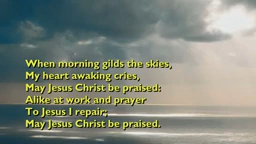 When morning gilds the skies,
My heart awaking cries,
May Jesus Christ be praised:
Alike at work and prayer
To Jesus I repair;
May Jesus Christ be praised.